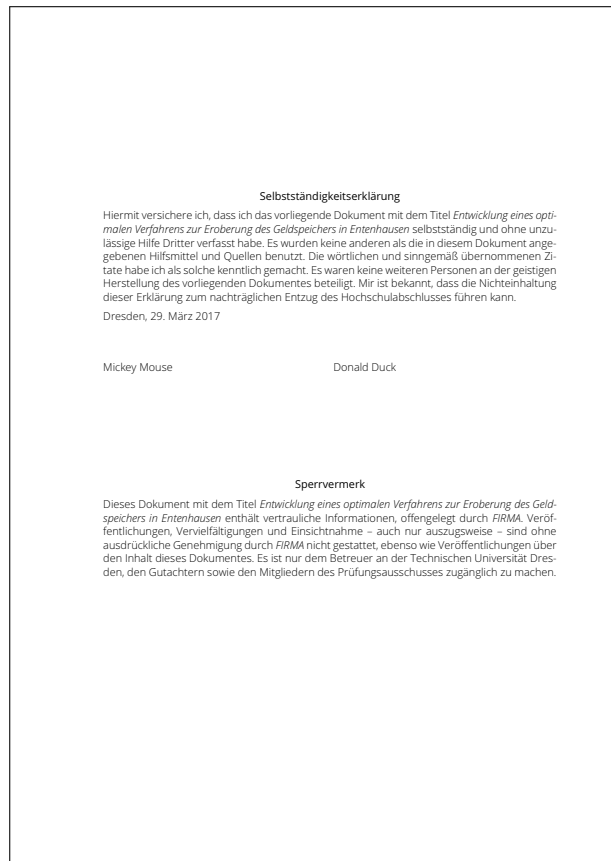 Selbstständigkeitserklärung
Hiermit versichere ich, dass ich das vorliegende Dokument mit dem Titel Entwicklung eines opti-
malen Verfahrens zur Eroberung des Geldspeichers in Entenhausen selbstständig und ohne unzu-
lässige Hilfe Dritter verfasst habe. Es wurden keine anderen als die in diesem Dokument ange-
gebenen Hilfsmittel und Quellen benutzt. Die wörtlichen und sinngemäß übernommenen Zi-
tate habe ich als solche kenntlich gemacht. Es waren keine weiteren Personen an der geistigen
Herstellung des vorliegenden Dokumentes beteiligt. Mir ist bekannt, dass die Nichteinhaltung
dieser Erklärung zum nachträglichen Entzug des Hochschulabschlusses führen kann.
Dresden, 29. März 2017
Mickey Mouse Donald Duck
Sperrvermerk
Dieses Dokument mit dem Titel Entwicklung eines optimalen Verfahrens zur Eroberung des Geld-
speichers in Entenhausen enthält vertrauliche Informationen, offengelegt durch FIRMA. Veröf-
fentlichungen, Vervielfältigungen und Einsichtnahme – auch nur auszugsweise – sind ohne
ausdrückliche Genehmigung durch FIRMA nicht gestattet, ebenso wie Veröffentlichungen über
den Inhalt dieses Dokumentes. Es ist nur dem Betreuer an der Technischen Universität Dres-
den, den Gutachtern sowie den Mitgliedern des Prüfungsausschusses zugänglich zu machen.